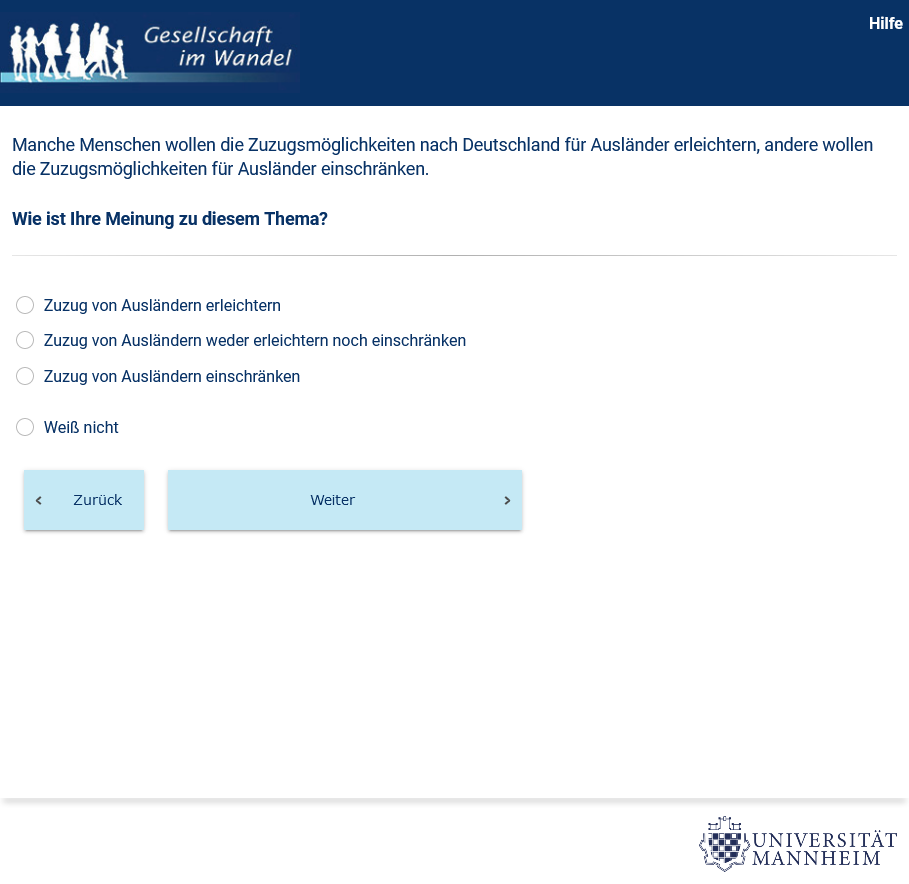 Gesellschaft
im Wandel
Hilfe
Manche Menschen wollen die Zuzugsmöglichkeiten nach Deutschland für Ausländer erleichtern, andere wollen
die Zuzugsmöglichkeiten für Ausländer einschränken.
Wie ist Ihre Meinung zu diesem Thema?
Zuzug von Ausländern erleichtern
Zuzug von Ausländern weder erleichtern noch einschränken
Zuzug von Ausländern einschränken
Weiß nicht
Zurück
Weiter
UNIVERSITÄT
MANNHEIM